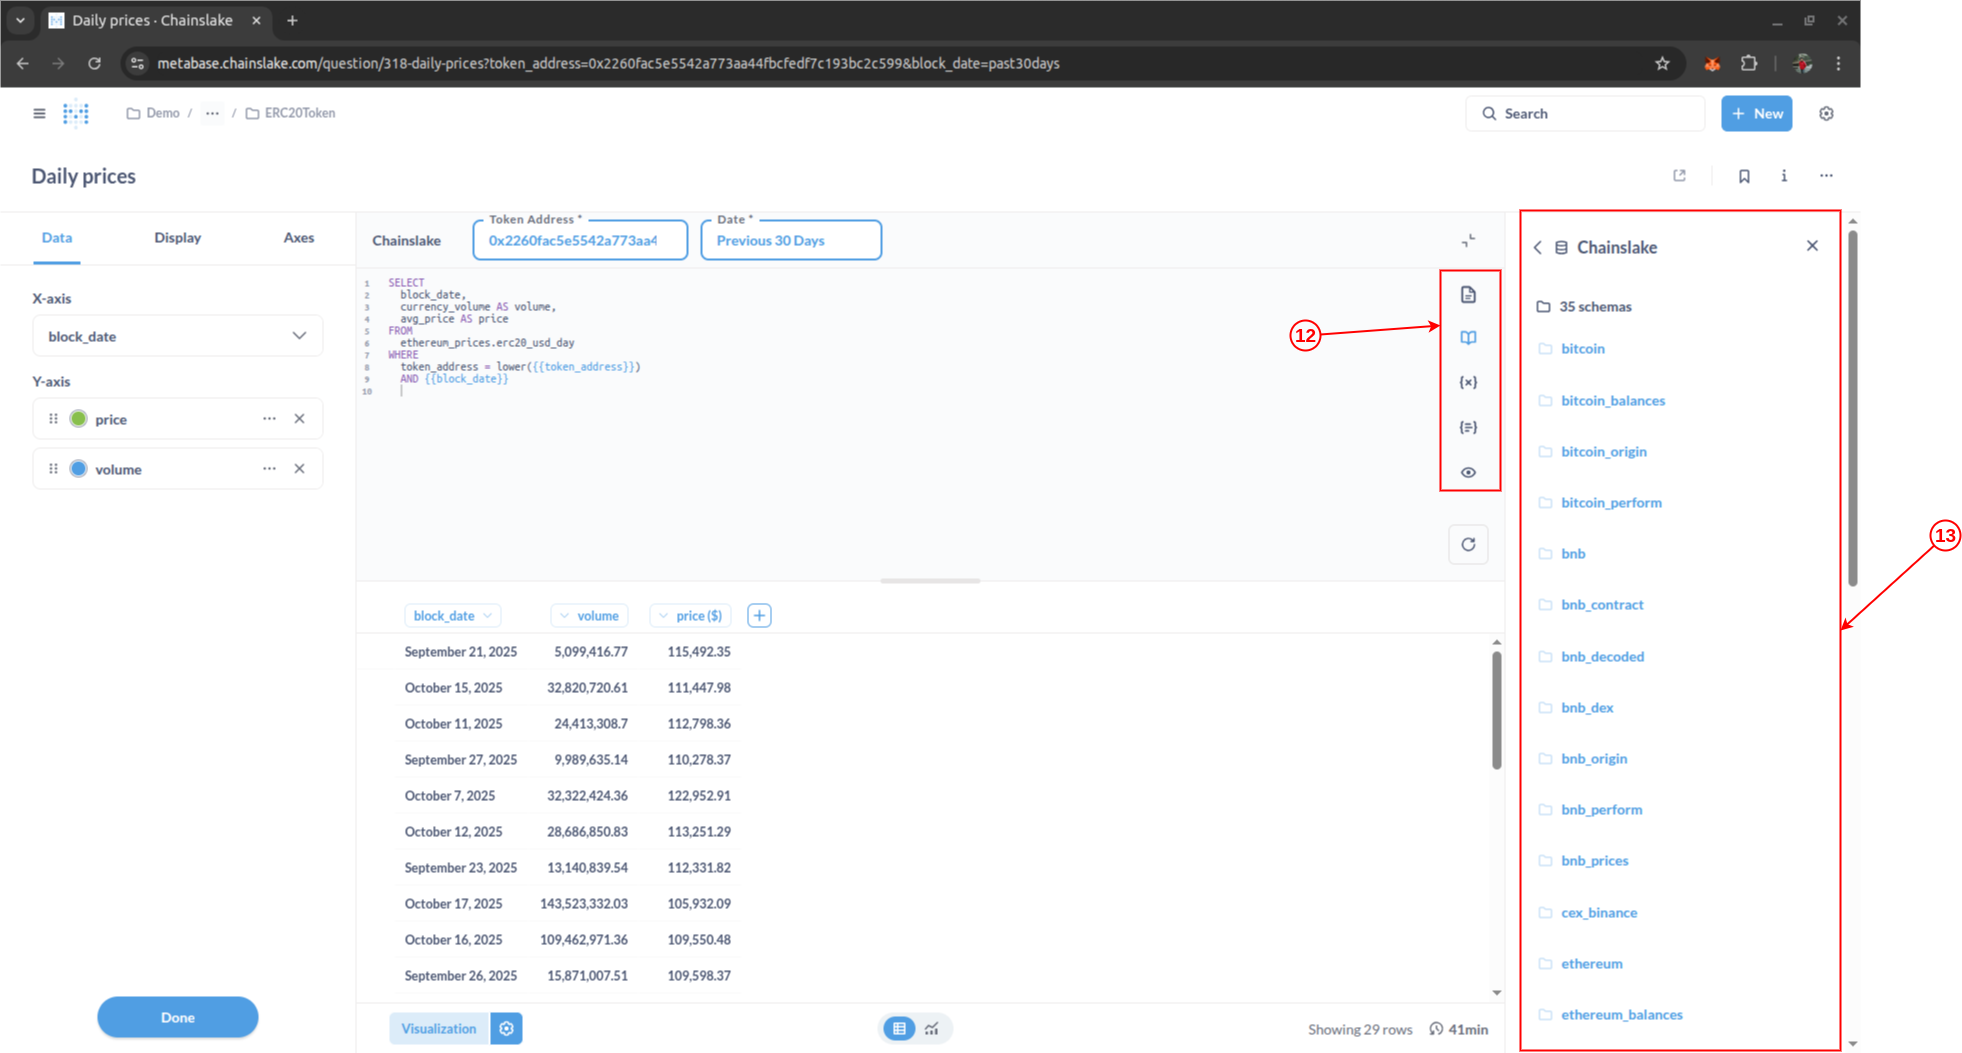 Daily prices · Chainslake
metabase.chainslake.com/question/318-daily-prices?token_address=0x2260fac5e5542a773aa44fbcfedf7c193bc2c599&block_date=past30days
Demo / ... / ERC20Token
Search
+ New
Daily prices
Data Display Axes
X-axis
block_date
Y-axis
price
volume
Done
Chainslake
Token Address *
0x2260fac5e5542a773aa4
Date *
Previous 30 Days
1 SELECT
2 block_date,
3 currency_volume AS volume,
4 avg_price AS price
5 FROM
6 ethereum_prices.erc20_usd_day
7 WHERE
8 token_address = lower({{token_address}})
9 AND {{block_date}}
10
12
block_date volume price ($)
September 21, 2025 5,099,416.77 115,492.35
October 15, 2025 32,820,720.61 111,447.98
October 11, 2025 24,413,308.7 112,798.36
September 27, 2025 9,989,635.14 110,278.37
October 7, 2025 32,322,424.36 122,952.91
October 12, 2025 28,686,850.83 113,251.29
September 23, 2025 13,140,839.54 112,331.82
October 17, 2025 143,523,332.03 105,932.09
October 16, 2025 109,462,971.36 109,550.48
September 26, 2025 15,871,007.51 109,598.37
Visualization
Showing 29 rows 41min
Chainslake
35 schemas
bitcoin
bitcoin_balances
bitcoin_origin
bitcoin_perform
bnb
bnb_contract
bnb_decoded
bnb_dex
bnb_origin
bnb_perform
bnb_prices
cex_binance
ethereum
ethereum_balances
13